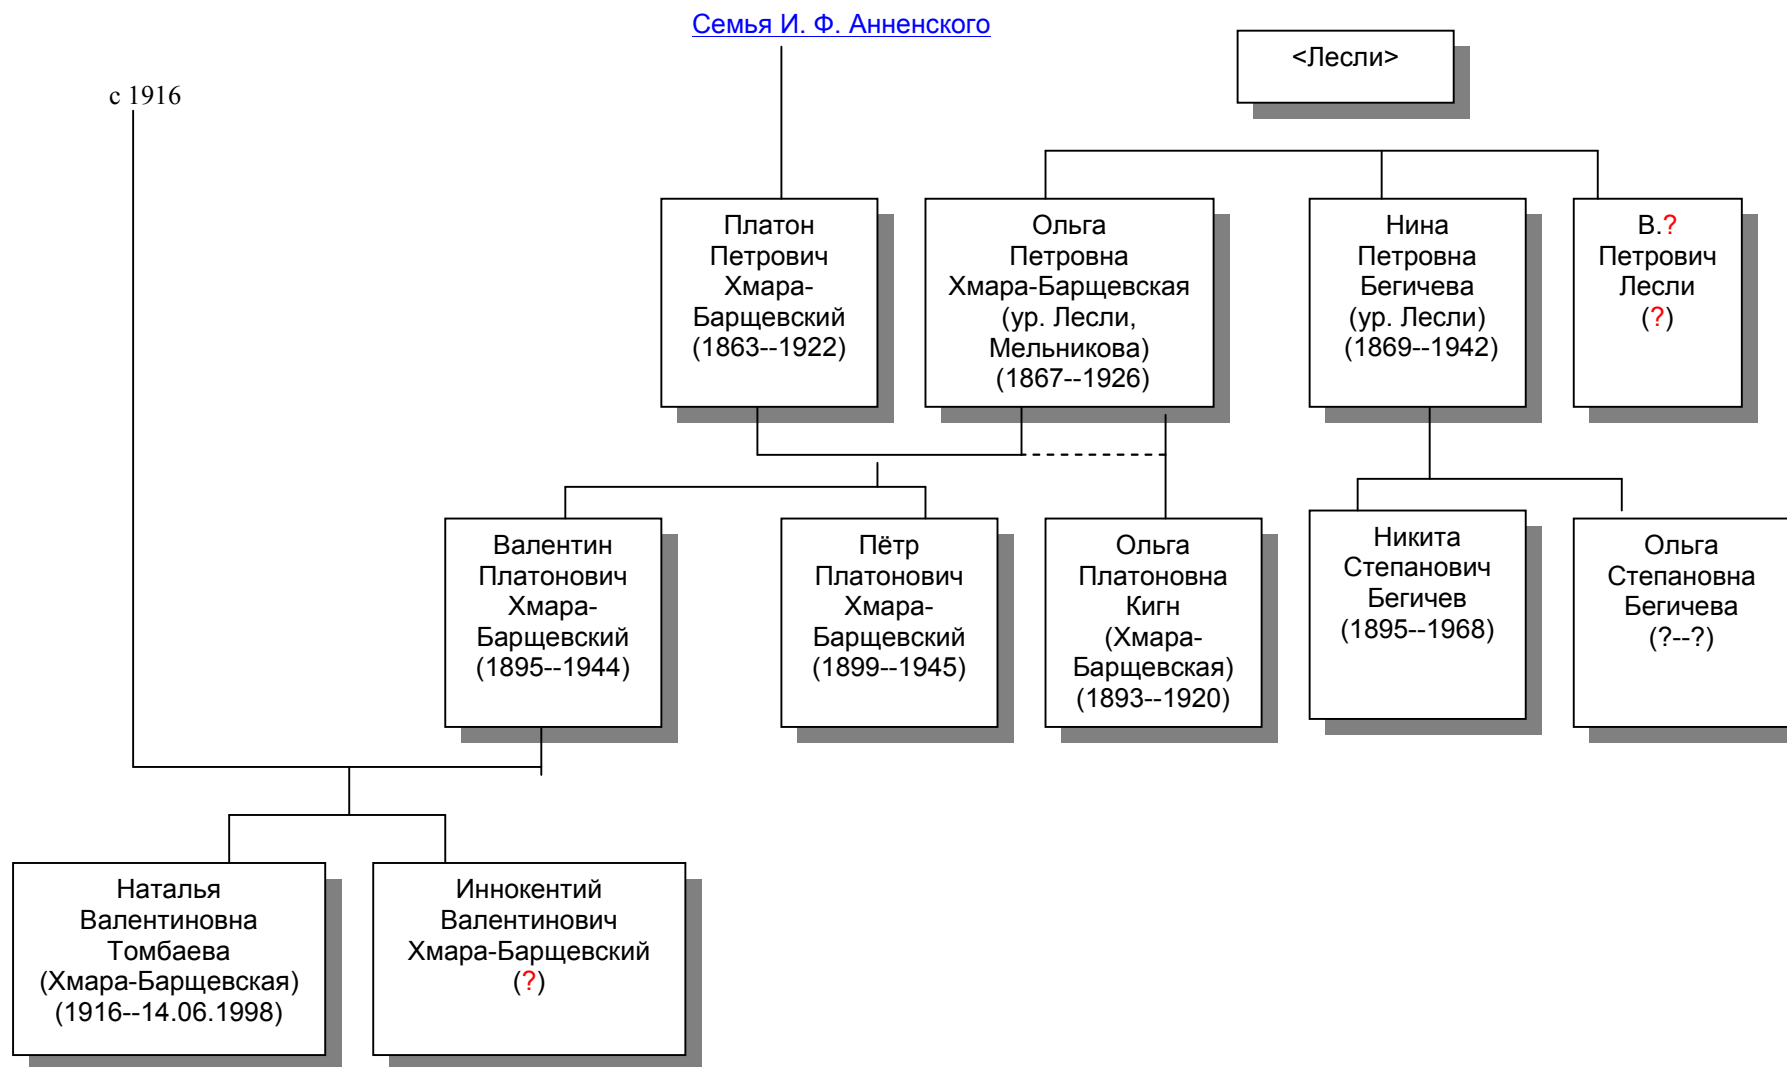 Семья И. Ф. Анненского
<Лесли>
с 1916
Платон
Петрович
Хмара-
Барщевский
(1863--1922)
Ольга
Петровна
Хмара-Барщевская
(ур. Лесли,
Мельникова)
(1867--1926)
Нина
Петровна
Бегичева
(ур. Лесли)
(1869--1942)
В.?
Петрович
Лесли
(?)
Валентин
Платонович
Хмара-
Барщевский
(1895--1944)
Пётр
Платонович
Хмара-
Барщевский
(1899--1945)
Ольга
Платоновна
Кигн
(Хмара-
Барщевская)
(1893--1920)
Никита
Степанович
Бегичев
(1895--1968)
Ольга
Степановна
Бегичева
(?--?)
Наталья
Валентиновна
Томбаева
(Хмара-Барщевская)
(1916--14.06.1998)
Иннокентий
Валентинович
Хмара-Барщевский
(?)